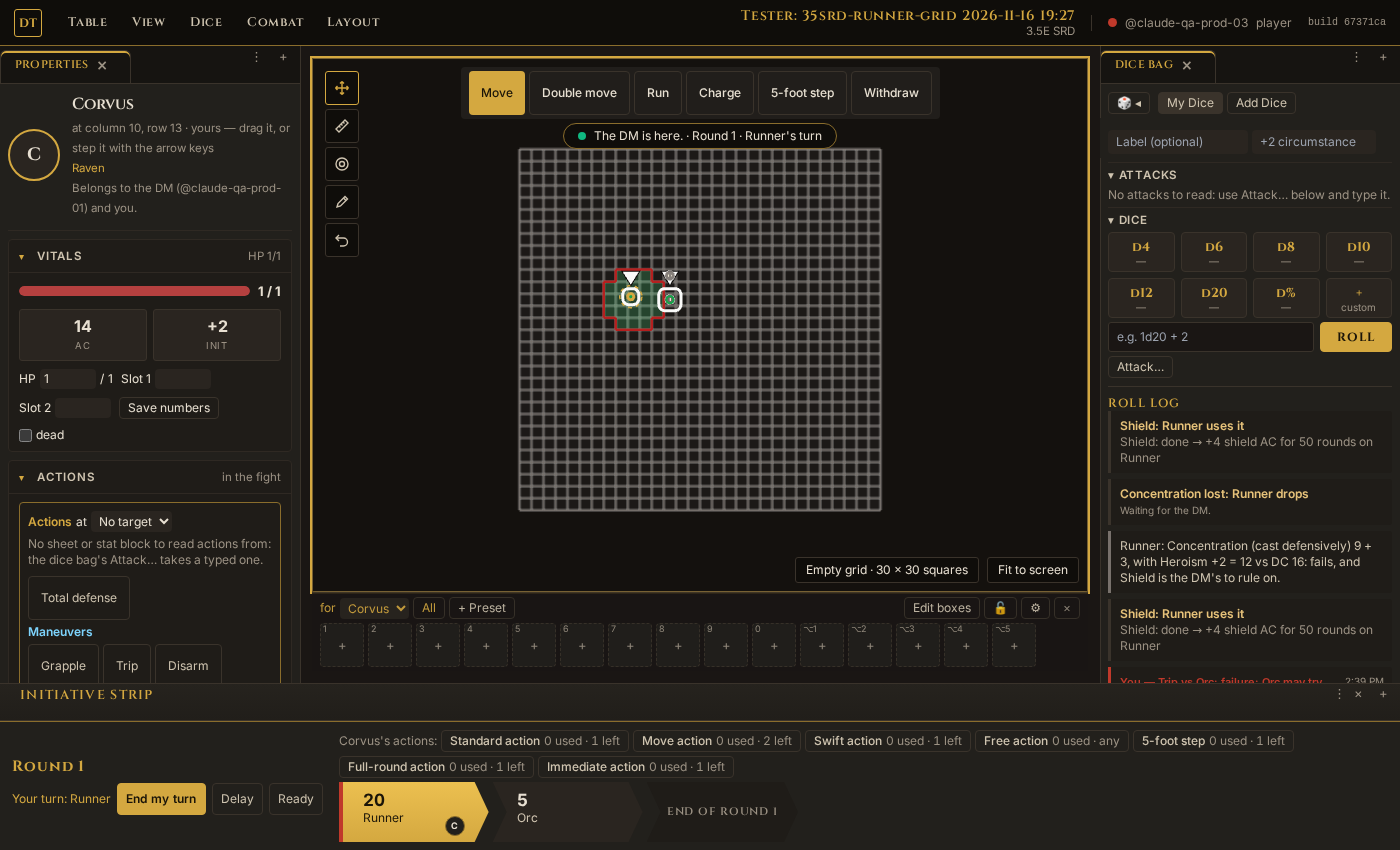 DT
Table View Dice Combat Layout
Tester: 35srd-runner-grid 2026-11-16 19:27
3.5E SRD
@claude-qa-prod-03 player build 67371ca
Properties
Corvus
C
at column 10, row 13 · yours — drag it, or
step it with the arrow keys
Raven
Belongs to the DM (@claude-qa-prod-
01) and you.
VITALS HP 1/1
1 / 1
14
AC
+2
INIT
HP 1 / 1 Slot 1
Slot 2 Save numbers
dead
ACTIONS in the fight
Actions at No target
No sheet or stat block to read actions from:
the dice bag's Attack… takes a typed one.
Total defense
Maneuvers
Grapple Trip Disarm
Move Double move Run Charge 5-foot step Withdraw
The DM is here. · Round 1 · Runner's turn
Empty grid · 30 × 30 squares Fit to screen
for Corvus All + Preset Edit boxes
1 2 3 4 5 6 7 8 9 0 ⌥1 ⌥2 ⌥3 ⌥4 ⌥5
+ + + + + + + + + + + + + + +
Dice Bag
My Dice Add Dice
Label (optional) +2 circumstance
ATTACKS
No attacks to read: use Attack… below and type it.
DICE
D4 D6 D8 D10
— — — —
D12 D20 D% +
— — — custom
e.g. 1d20 + 2 ROLL
Attack…
Roll Log
Shield: Runner uses it
Shield: done → +4 shield AC for 50 rounds on
Runner
Concentration lost: Runner drops
Waiting for the DM.
Runner: Concentration (cast defensively) 9 +
3, with Heroism +2 = 12 vs DC 16: fails, and
Shield is the DM's to rule on.
Shield: Runner uses it
Shield: done → +4 shield AC for 50 rounds on
Runner
You — Trip vs Orc: failure; Orc may try 2:39 PM
Initiative Strip
Round 1
Your turn: Runner End my turn Delay Ready
Corvus's actions: Standard action 0 used · 1 left Move action 0 used · 2 left Swift action 0 used · 1 left Free action 0 used · any 5-foot step 0 used · 1 left
Full-round action 0 used · 1 left Immediate action 0 used · 1 left
20
Runner
C
5
Orc
End of Round 1